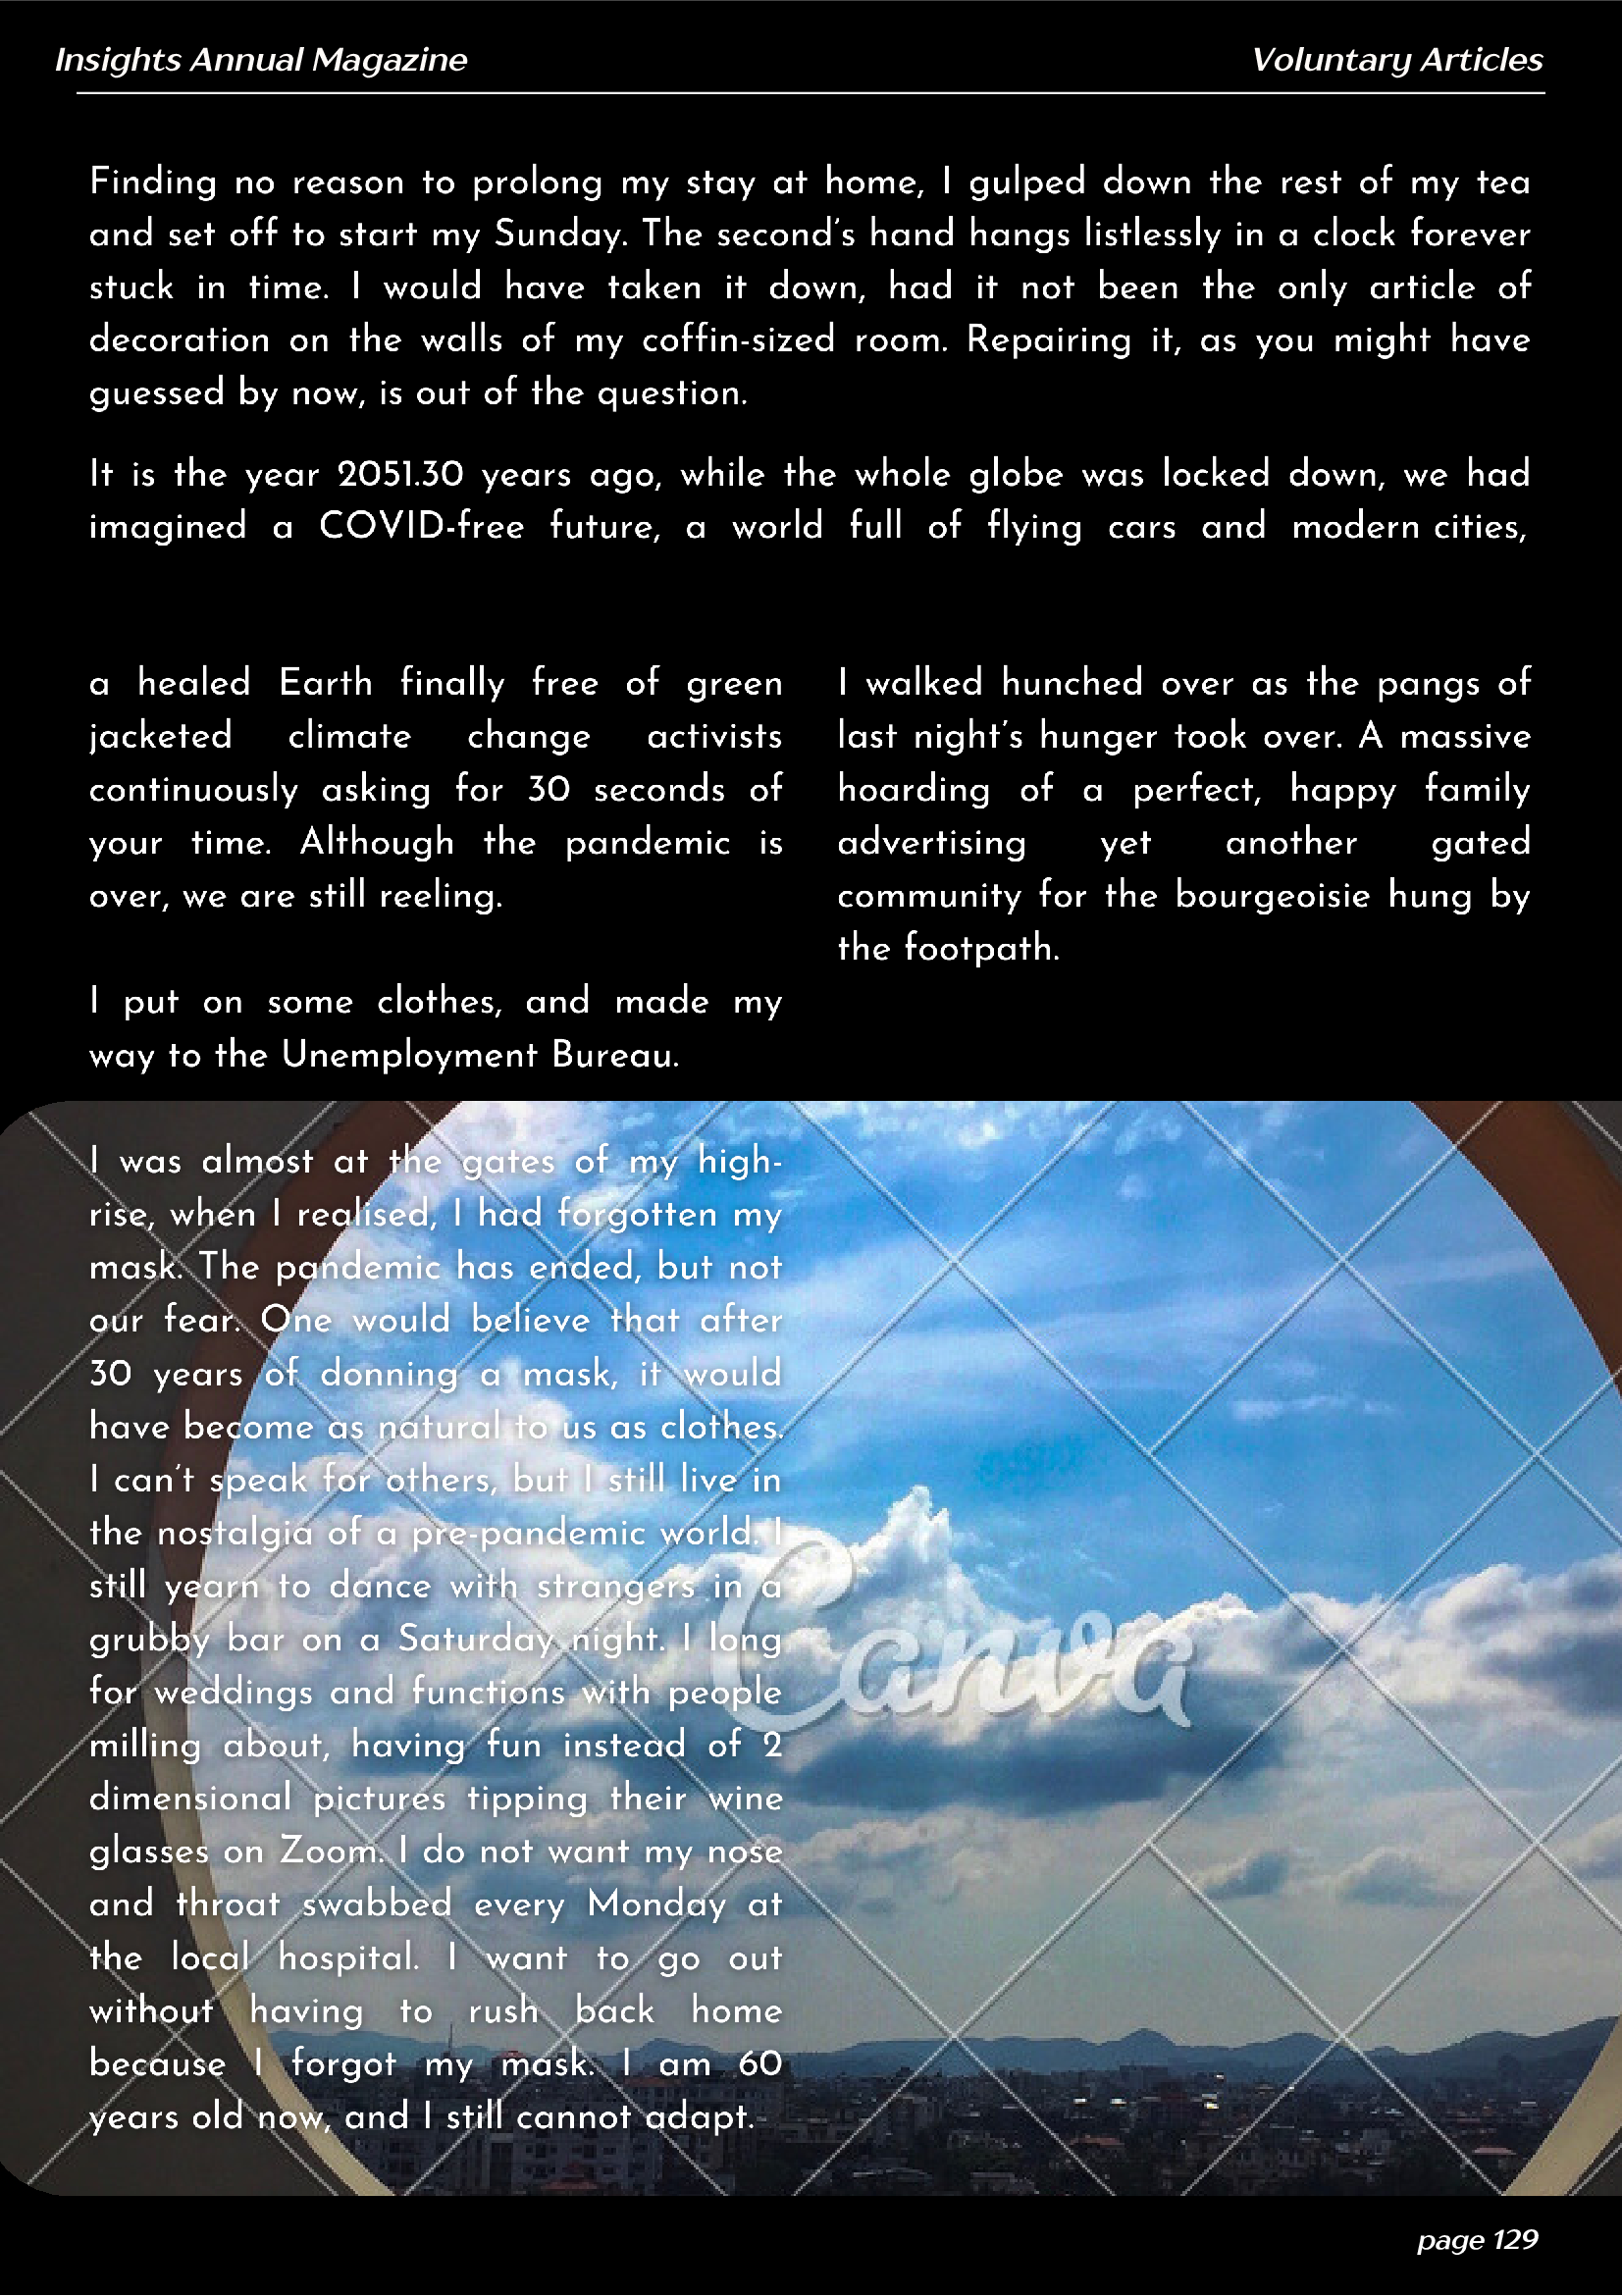 Insights Annual Magazine
Voluntary Articles
Finding no reason to prolong my stay at home, I gulped down the rest of my tea
and set off to start my Sunday. The second's hand hangs listlessly in a clock forever
stuck in time. I would have taken it down, had it not been the only article of
decoration on the walls of my coffin-sized room. Repairing it, as you might have
guessed by now, is out of the question.
It is the year 2051.30 years ago, while the whole globe was locked down, we had
imagined a COVID-free future, a world full of flying cars and modern cities,
a healed Earth finally free of green
jacketed climate change activists
continuously asking for 30 seconds of
your time. Although the pandemic is
over, we are still reeling.
I put on some clothes, and made my
way to the Unemployment Bureau.
I was almost at the gates of my high-
rise, when I realised, I had forgotten my
mask. The pandemic has ended, but not
our fear. One would believe that after
30 years of donning a mask, it would
have become as natural to us as clothes.
I can't speak for others, but I still live in
the nostalgia of a pre-pandemic world. I
still yearn to dance with strangers in a
grubby bar on a Saturday night. I long
for weddings and functions with people
milling about, having fun instead of 2
dimensional pictures tipping their wine
glasses on Zoom. I do not want my nose
and throat swabbed every Monday at
the local hospital. I want to go out
without having to rush back home
because I forgot my mask. I am 60
years old now, and I still cannot adapt.
I walked hunched over as the pangs of
last night's hunger took over. A massive
hoarding of a perfect, happy family
advertising yet another gated
community for the bourgeoisie hung by
the footpath.
Canva
page 129